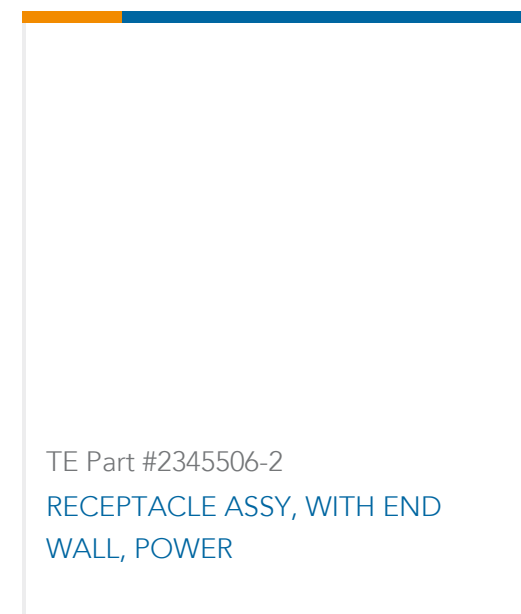 TE Part #2345506-2
RECEPTACLE ASSY, WITH END
WALL, POWER